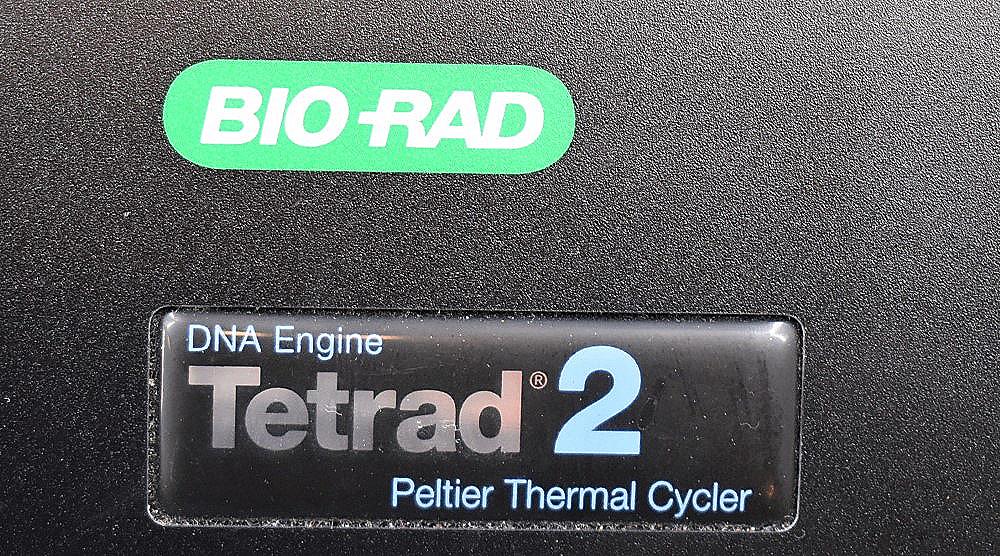 BIO-RAD
DNA Engine
Tetrad® 2
Peltier Thermal Cycler